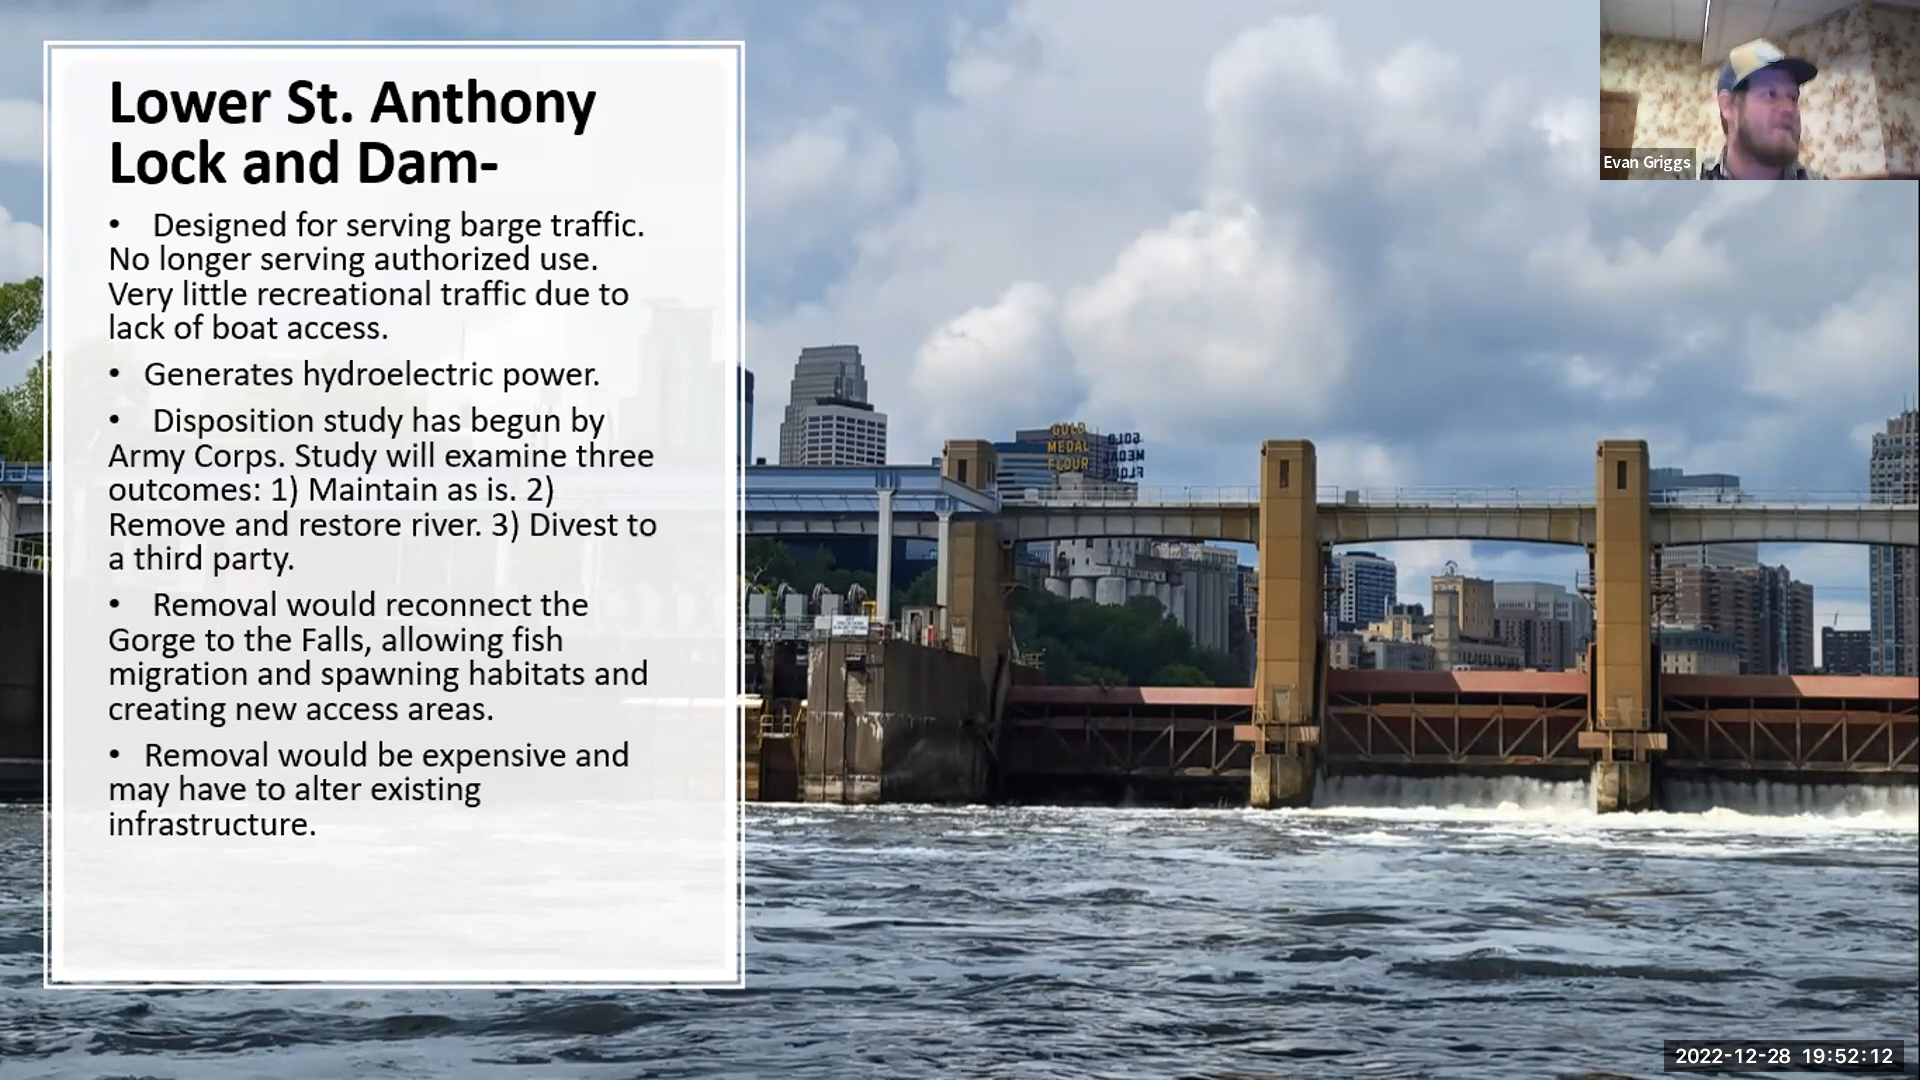 Lower St. Anthony
Lock and Dam-
• Designed for serving barge traffic.
No longer serving authorized use.
Very little recreational traffic due to
lack of boat access.
• Generates hydroelectric power.
• Disposition study has begun by
Army Corps. Study will examine three
outcomes: 1) Maintain as is. 2)
Remove and restore river. 3) Divest to
a third party.
• Removal would reconnect the
Gorge to the Falls, allowing fish
migration and spawning habitats and
creating new access areas.
• Removal would be expensive and
may have to alter existing
infrastructure.
Evan Griggs
GOLD
MEDAL
FLOUR
GOLD
MEDAL
FLOUR
2022-12-28 19:52:12